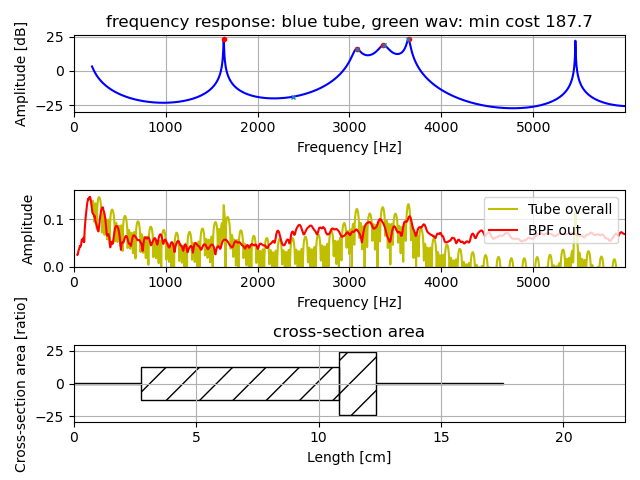 frequency response: blue tube, green wav: min cost 187.7
Amplitude [dB]
25
0
−25
0 1000 2000 3000 4000 5000
Frequency [Hz]
Amplitude
0.1
0.0
Tube overall
BPF out
0 1000 2000 3000 4000 5000
Frequency [Hz]
cross-section area
Cross-section area [ratio]
25
0
−25
0 5 10 15 20
Length [cm]